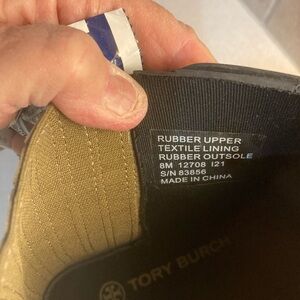 RUBBER UPPER
TEXTILE LINING
RUBBER OUTSOLE
8M 12708 I21
S/N 83856
MADE IN CHINA
TORY BURCH